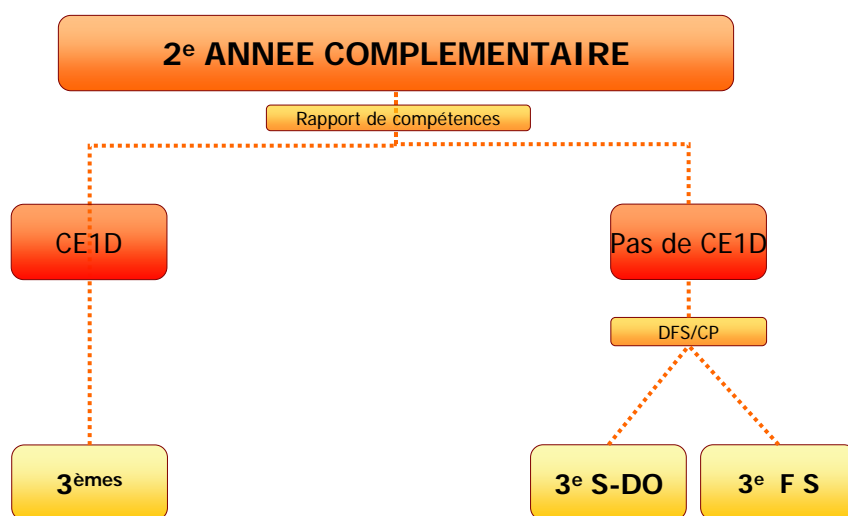 2e ANNEE COMPLEMENTAIRE
Rapport de compétences
CE1D
Pas de CE1D
DFS/CP
3èmes
3e S-DO
3e F S